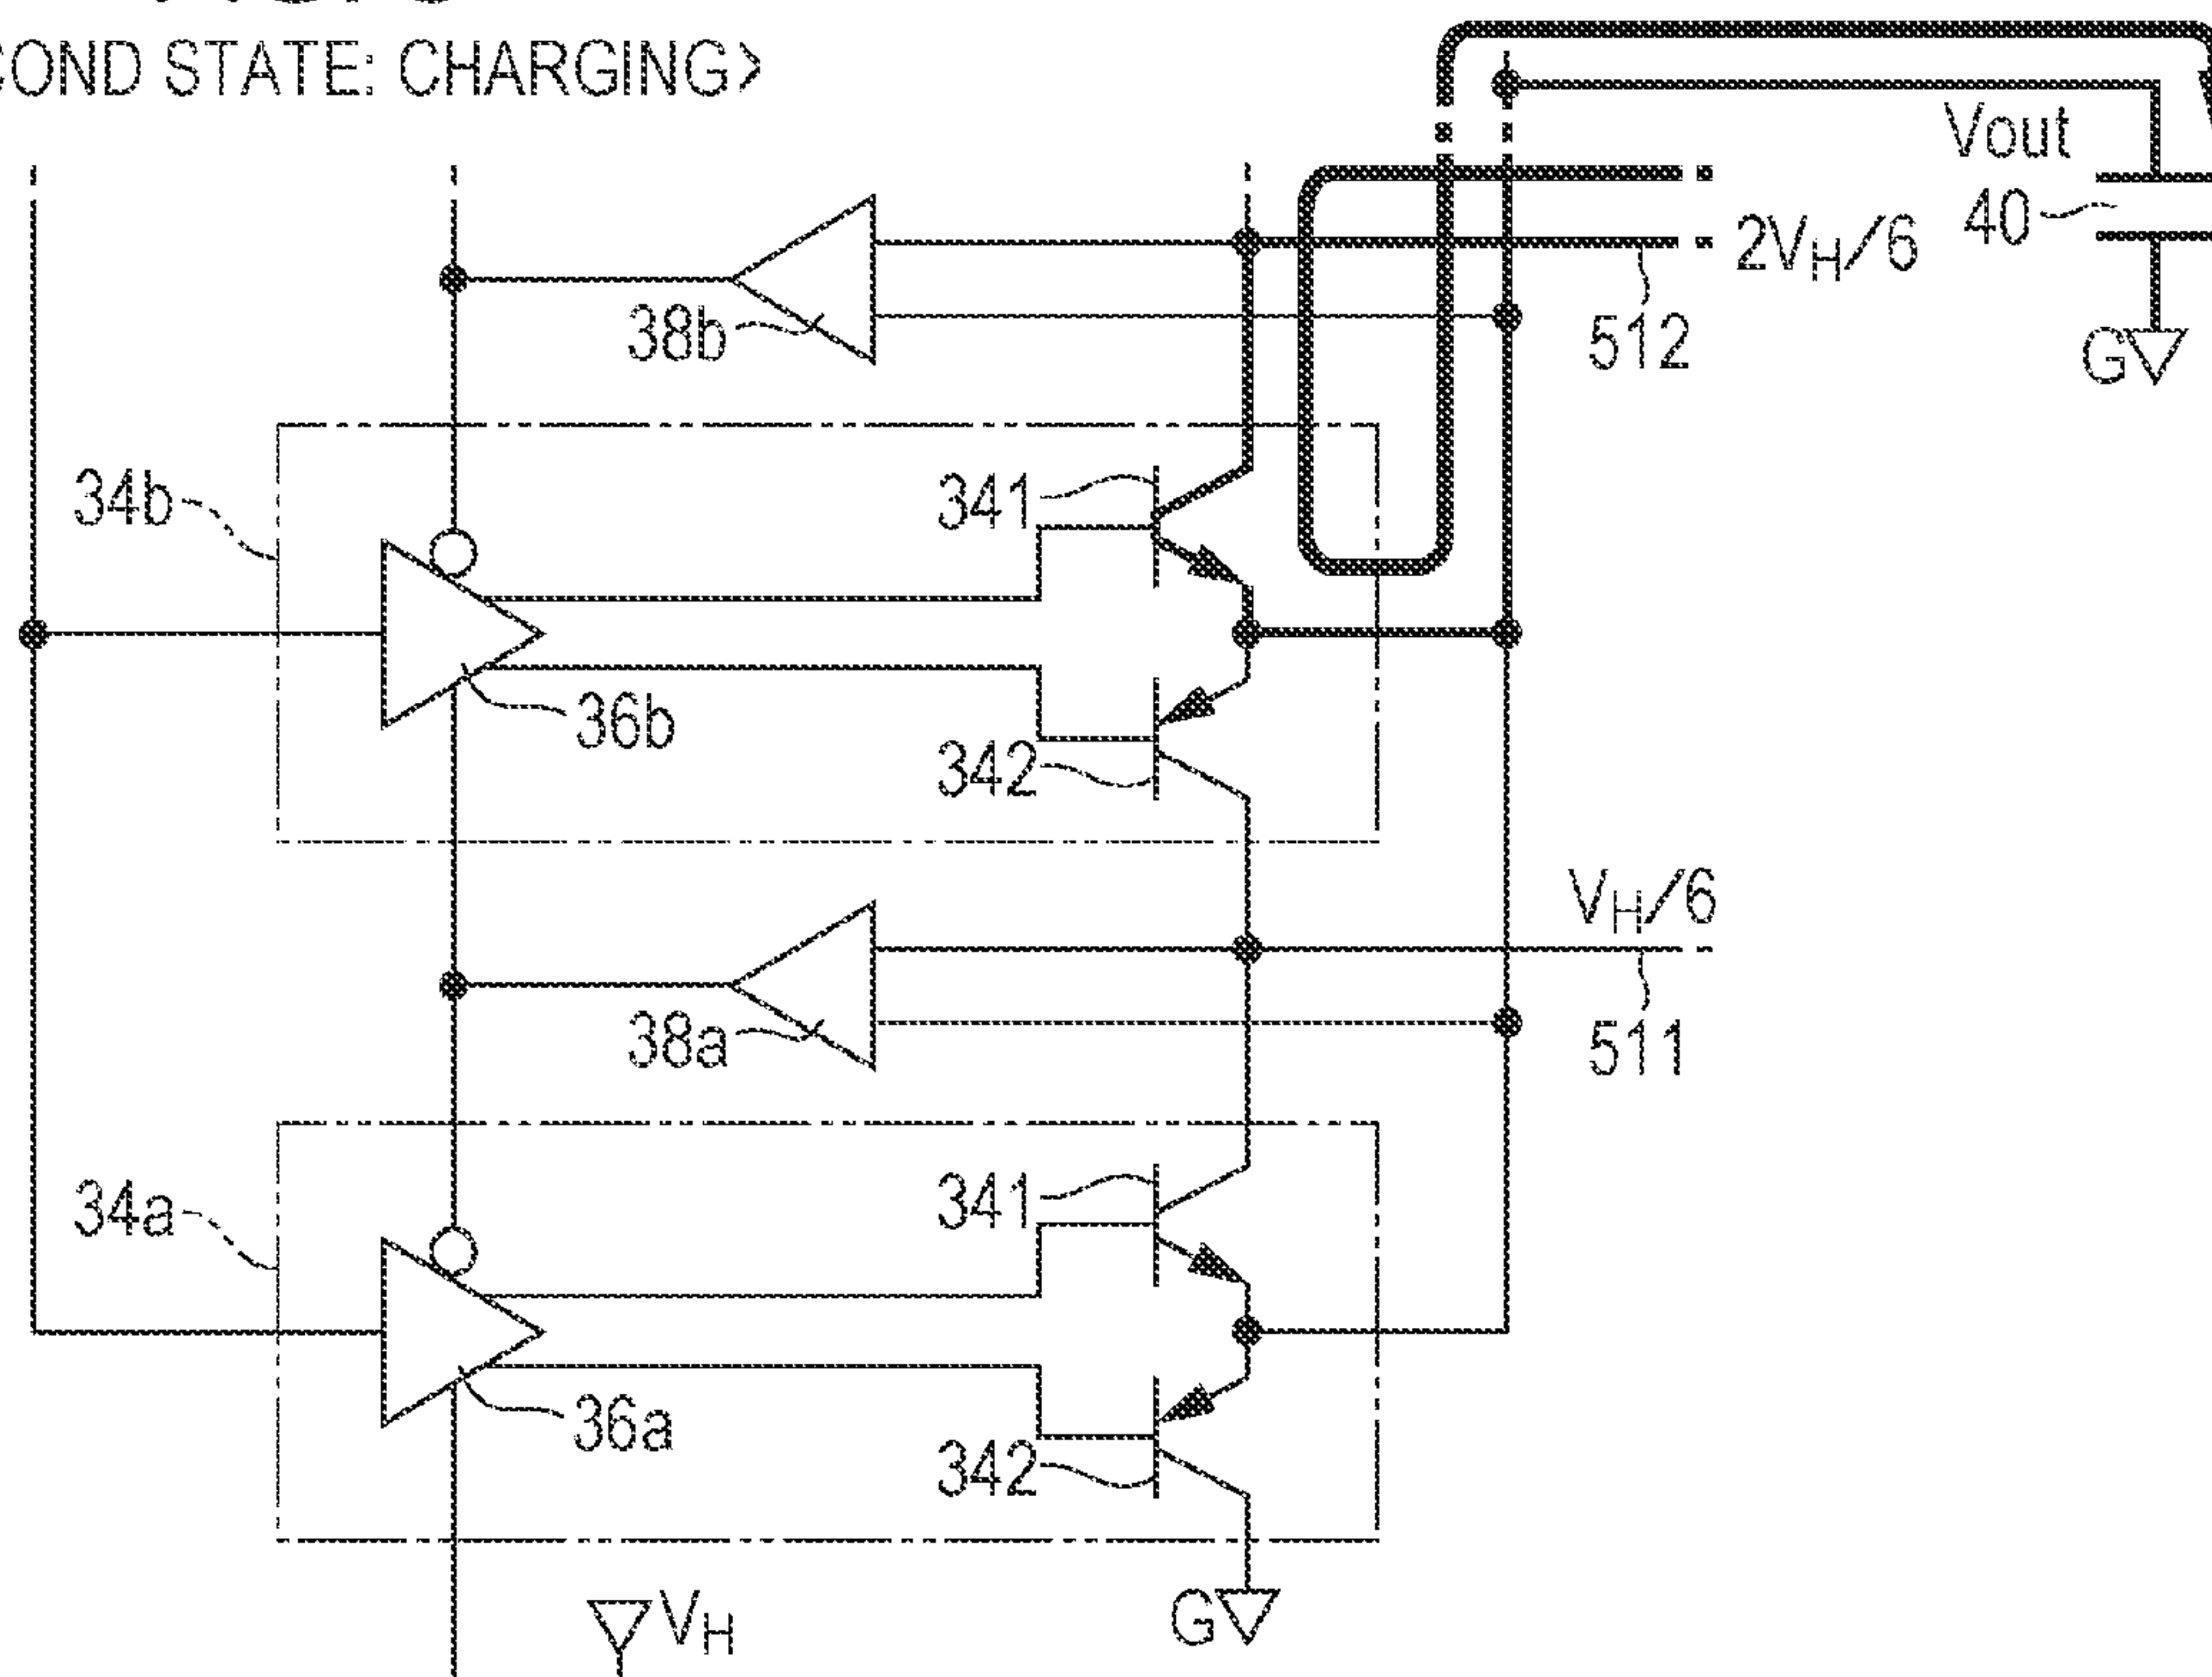 COND STATE: CHARGING>
Vout
40
2VH/6
38b
512
G
34b
341
36b
342
VH/6
38a
511
34a
341
36a
342
VH
G